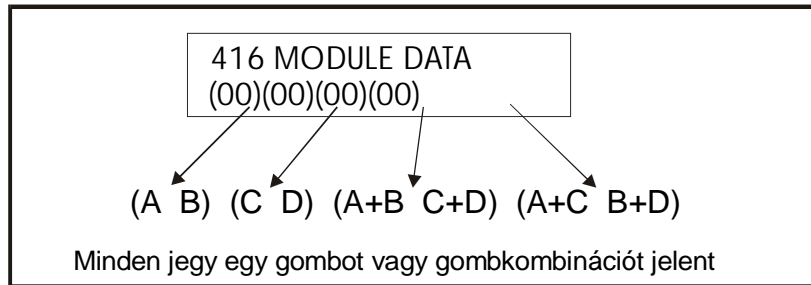 416 MODULE DATA
(00)(00)(00)(00)
(A B) (C D) (A+B C+D) (A+C B+D)
Minden jegy egy gombot vagy gombkombinációt jelent